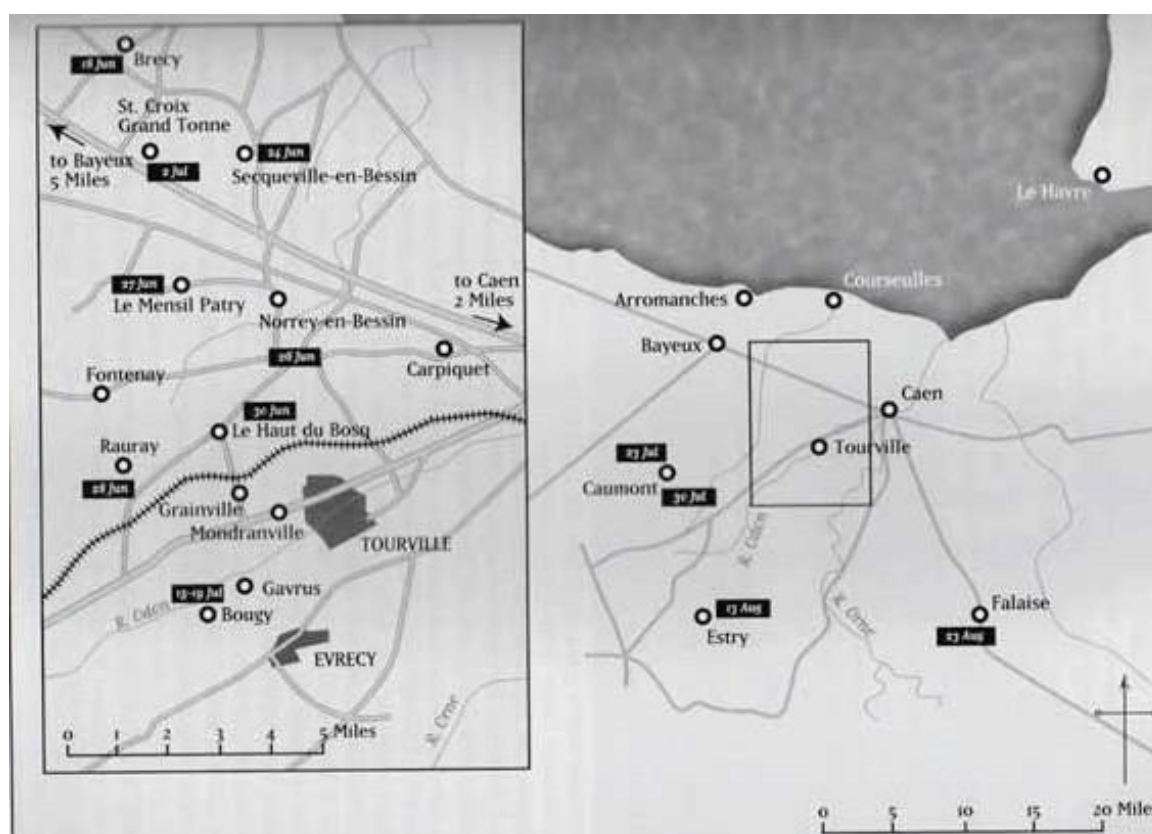 Brecy
18 Jun
St. Croix
Grand Tonne
to Bayeux
5 Miles
2 Jul
24 Jun
Secqueville-en-Bessin
27 Jun
Le Mensil Patry
to Caen
2 Miles
Norrey-en-Bessin
26 Jun
Carpiquet
Fontenay
30 Jun
Le Haut du Bosq
Rauray
28 Jun
Grainville
Mondranville
TOURVILLE
15-19 Jul
Gavrus
R. Odon
Bougy
EVRECY
R. Orne
0 1 2 3 4 5 Miles
Le Havre
Courseulles
Arromanches
Bayeux
Caen
Tourville
23 Jul
Caumont
30 Jul
R. Odon
13 Aug
Estry
R. Orne
Falaise
23 Aug
0 5 10 15 20 Mile